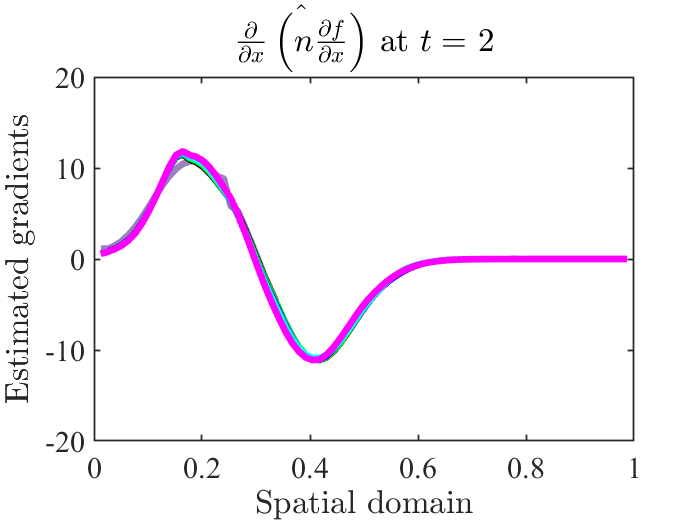 ∂/∂x (n̂ ∂f/∂x) at t = 2
20
10
0
-10
-20
Estimated gradients
0 0.2 0.4 0.6 0.8 1
Spatial domain